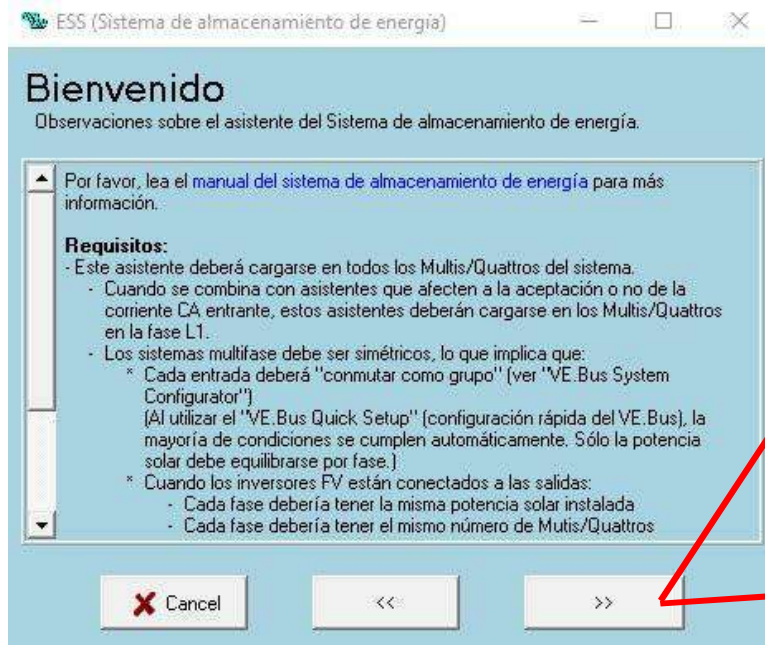 ESS (Sistema de almacenamiento de energía)
Bienvenido
Observaciones sobre el asistente del Sistema de almacenamiento de energía.
Por favor, lea el manual del sistema de almacenamiento de energía para más
información.
Requisitos:
- Este asistente deberá cargarse en todos los Multis/Quattros del sistema.
- Cuando se combina con asistentes que afecten a la aceptación o no de la
corriente CA entrante, estos asistentes deberán cargarse en los Multis/Quattros
en la fase L1.
- Los sistemas multifase debe ser simétricos, lo que implica que:
* Cada entrada deberá "conmutar como grupo" (ver "VE.Bus System
Configurator")
(Al utilizar el "VE.Bus Quick Setup" (configuración rápida del VE.Bus), la
mayoría de condiciones se cumplen automáticamente. Sólo la potencia
solar debe equilibrarse por fase.)
* Cuando los inversores FV están conectados a las salidas:
- Cada fase debería tener la misma potencia solar instalada
- Cada fase debería tener el mismo número de Mutis/Quattros
Cancel << >>